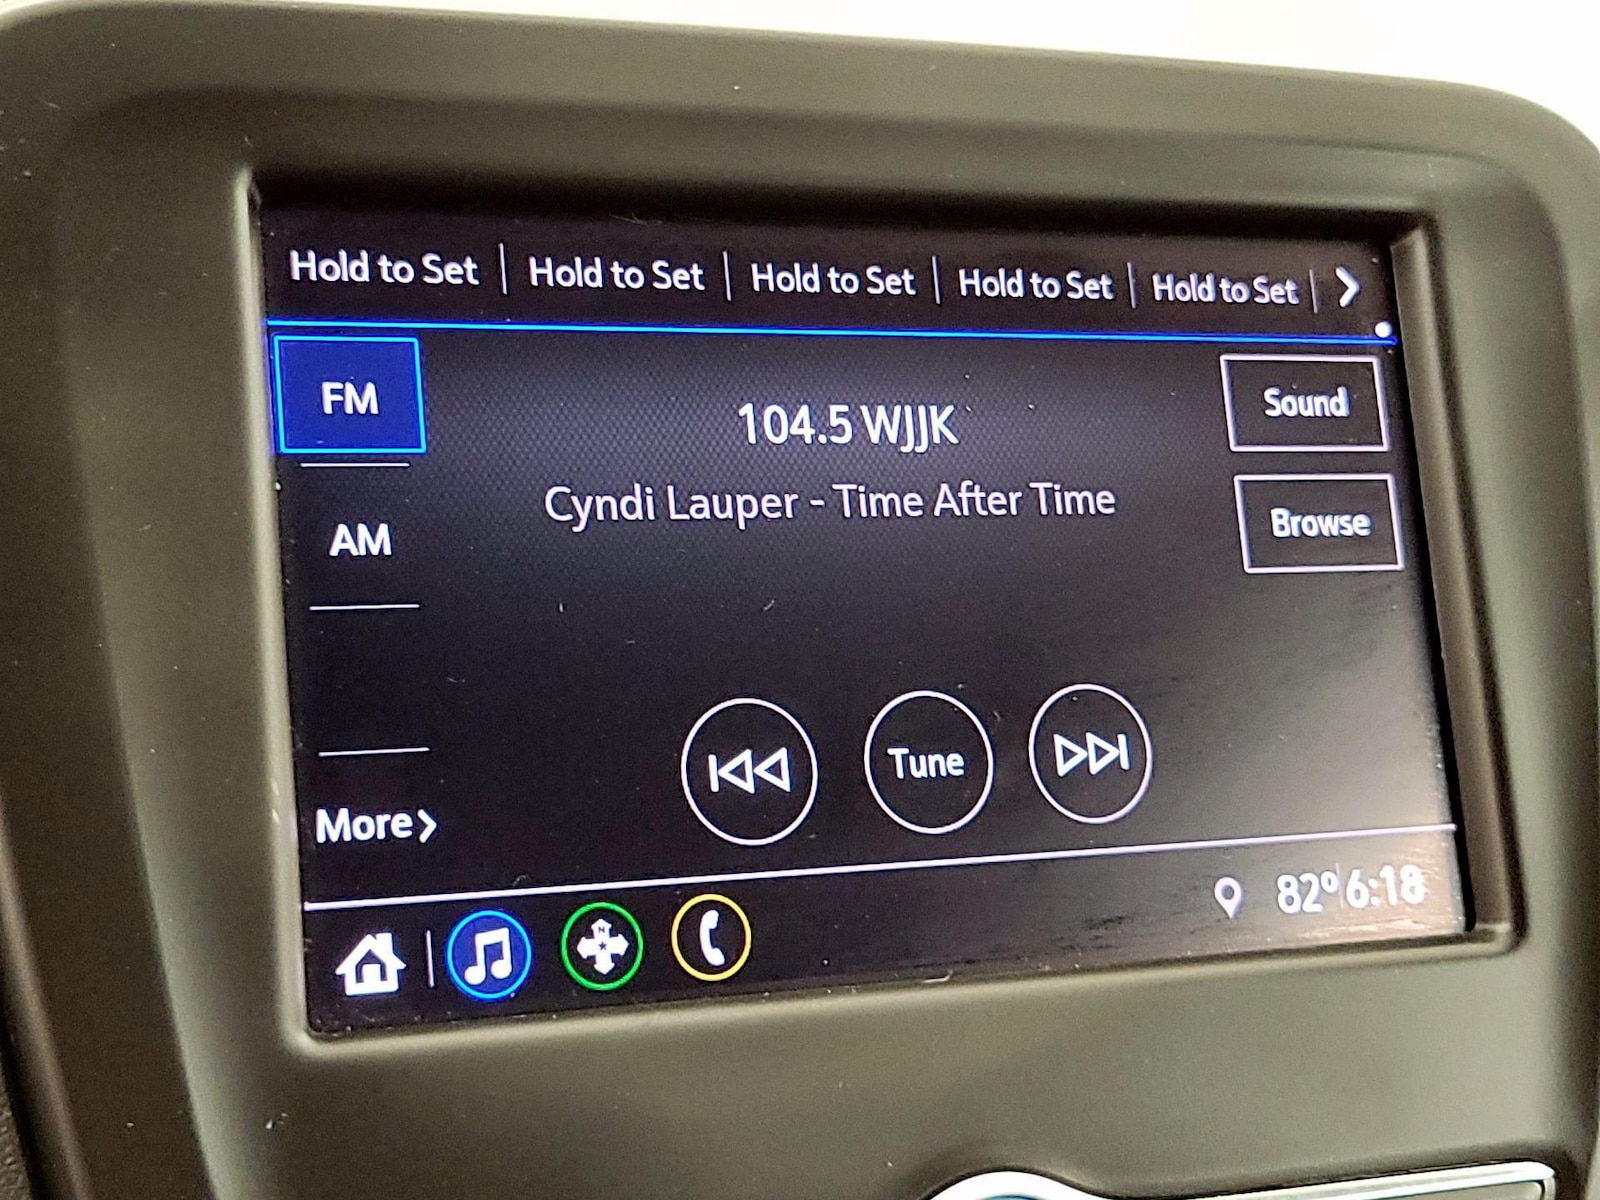 Hold to Set | Hold to Set | Hold to Set | Hold to Set | Hold to Set |
FM
104.5 WJJK
Sound
Cyndi Lauper - Time After Time
Browse
AM
Tune
More
N
82° 6:18